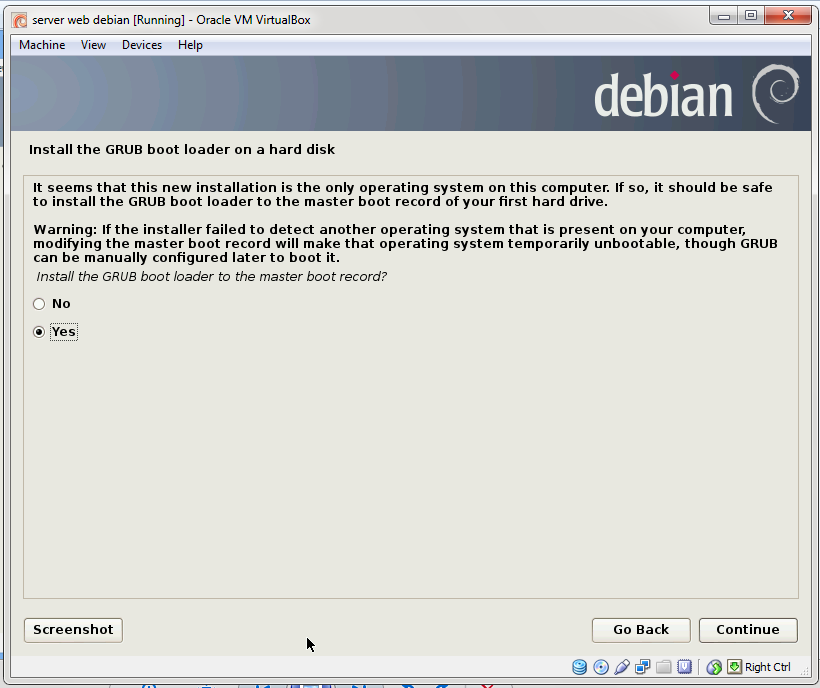 server web debian [Running] - Oracle VM VirtualBox
Machine View Devices Help
debian
Install the GRUB boot loader on a hard disk
It seems that this new installation is the only operating system on this computer. If so, it should be safe
to install the GRUB boot loader to the master boot record of your first hard drive.
Warning: If the installer failed to detect another operating system that is present on your computer,
modifying the master boot record will make that operating system temporarily unbootable, though GRUB
can be manually configured later to boot it.
Install the GRUB boot loader to the master boot record?
No
Yes
Screenshot Go Back Continue
Right Ctrl